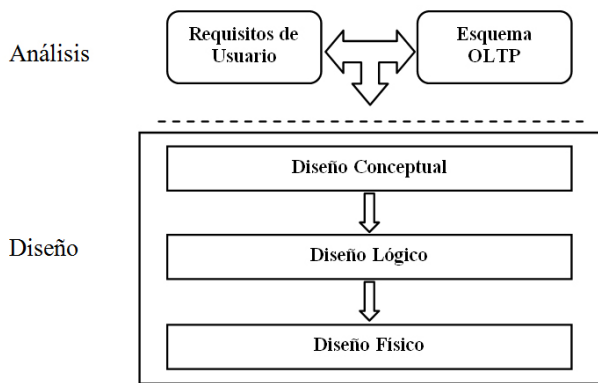 Análisis
Requisitos de
Usuario
Esquema
OLTP
Diseño
Diseño Conceptual
Diseño Lógico
Diseño Físico